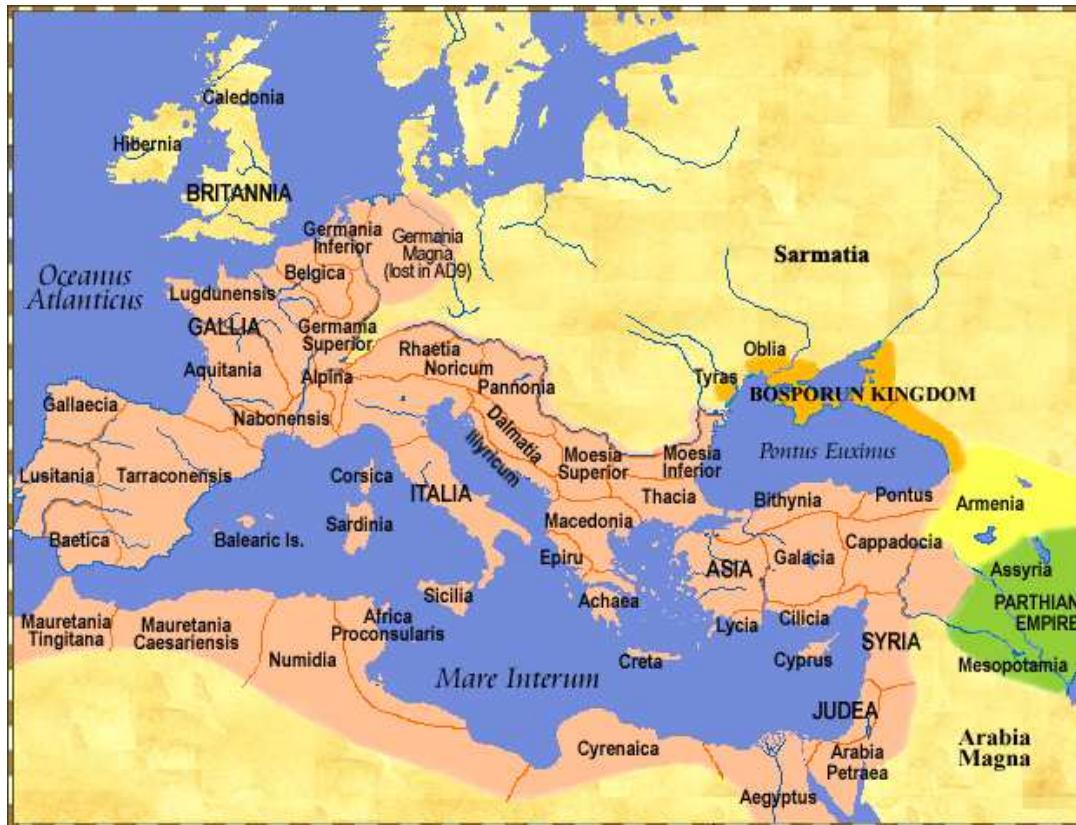 Caledonia
Hibernia
BRITANNIA
Oceanus
Atlanticus
Germania
Inferior
Germania
Magna
(lost in AD9)
Belgica
Lugdunensis
GALLIA
Germania
Superior
Aquitania
Alpina
Nabonensis
Rhaetia
Noricum
Pannonia
Sarmatia
Oblia
Tyras
BOSPORUN KINGDOM
Pontus Euxinus
Gallaecia
Lusitania
Tarraconensis
Baetica
Balearic Is.
Corsica
Sardinia
ITALIA
Dalmatia
Illyricum
Moesia
Superior
Moesia
Inferior
Thacia
Macedonia
Epiru
Achaea
Sicilia
Creta
Bithynia
Pontus
Armenia
ASIA
Galacia
Cappadocia
Lycia
Cilicia
Cyprus
SYRIA
Assyria
PARTHIAN
EMPIRE
Mesopotamia
Mauretania
Tingitana
Mauretania
Caesariensis
Numidia
Africa
Proconsularis
Mare Interum
Cyrenaica
JUDEA
Arabia
Petraea
Aegyptus
Arabia
Magna